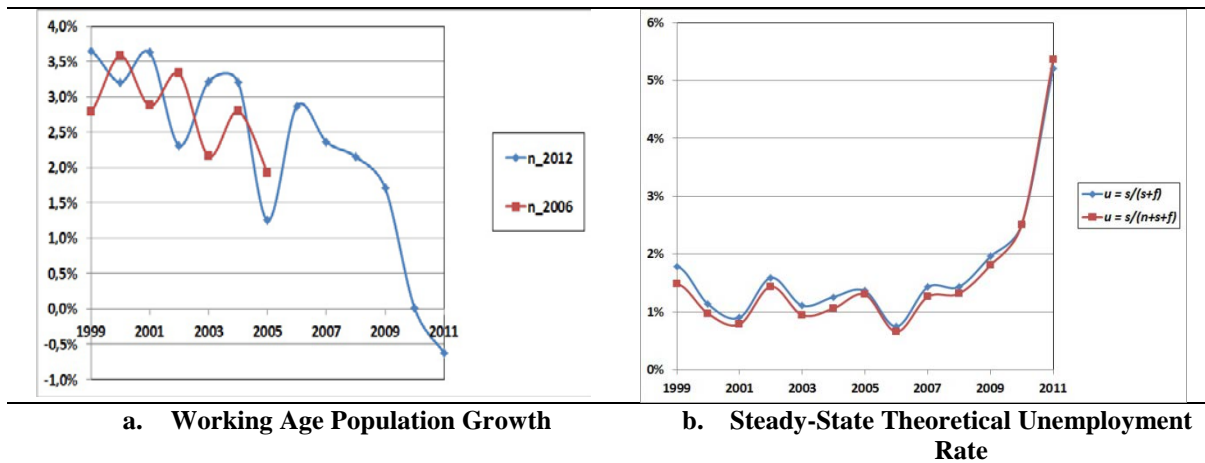 4,0%
3,5%
3,0%
2,5%
2,0%
1,5%
1,0%
0,5%
0,0%
1999 2001 2003 2005 2007 2009 2011
-0,5%
-1,0%
n_2012
n_2006
6%
5%
4%
3%
2%
1%
0%
1999 2001 2003 2005 2007 2009 2011
u = s/(s+f)
u = s/(n+s+f)
a. Working Age Population Growth
b. Steady-State Theoretical Unemployment
Rate